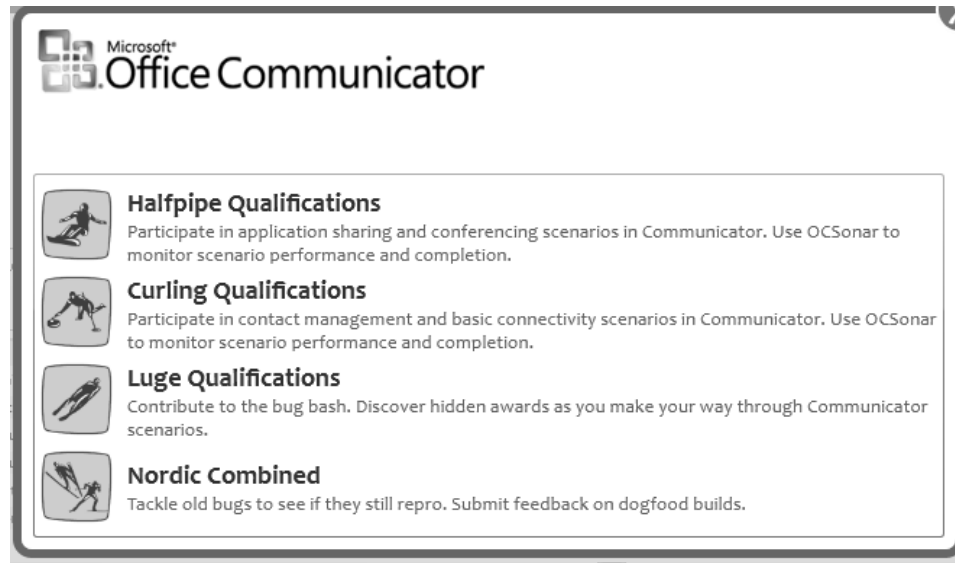 Microsoft®
Office Communicator
Halfpipe Qualifications
Participate in application sharing and conferencing scenarios in Communicator. Use OCSonar to
monitor scenario performance and completion.
Curling Qualifications
Participate in contact management and basic connectivity scenarios in Communicator. Use OCSonar
to monitor scenario performance and completion.
Luge Qualifications
Contribute to the bug bash. Discover hidden awards as you make your way through Communicator
scenarios.
Nordic Combined
Tackle old bugs to see if they still repro. Submit feedback on dogfood builds.